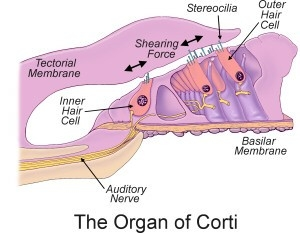 Stereocilia
Outer
Hair
Cell
Shearing
Force
Tectorial
Membrane
Inner
Hair
Cell
Basilar
Membrane
Auditory
Nerve
The Organ of Corti